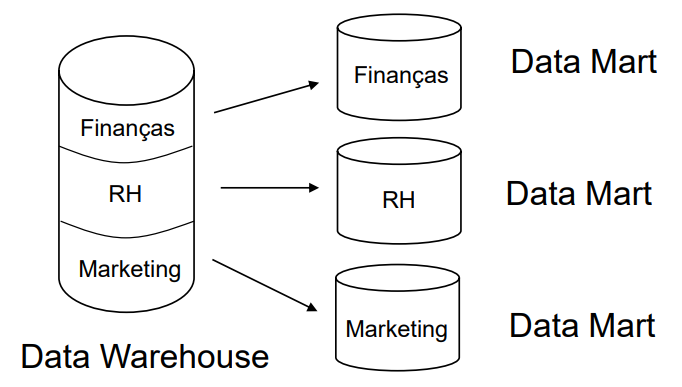 Finanças
RH
Marketing
Data Warehouse
Finanças
Data Mart
RH
Data Mart
Marketing
Data Mart